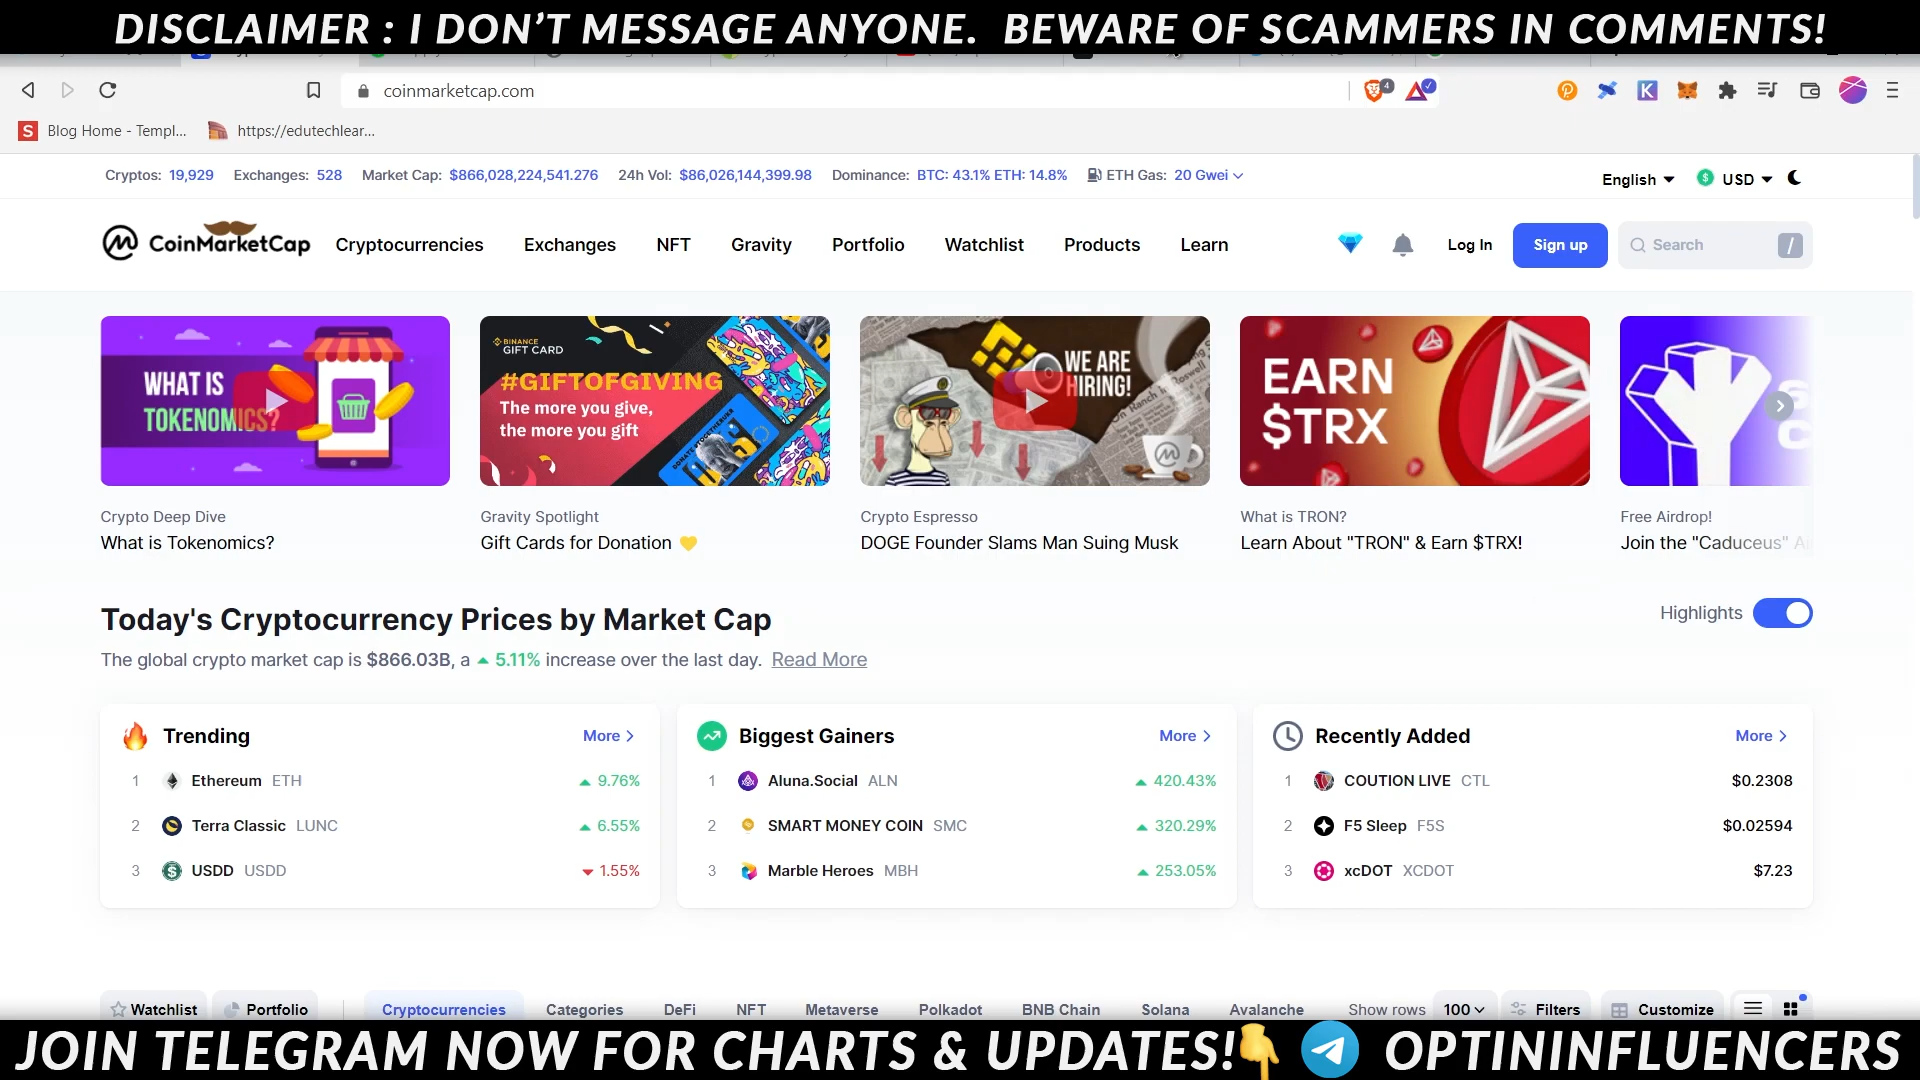 DISCLAIMER : I DON'T MESSAGE ANYONE. BEWARE OF SCAMMERS IN COMMENTS!
coinmarketcap.com
4
S Blog Home - Templ... https://edutechlear...
Cryptos: 19,929 Exchanges: 528 Market Cap: $866,028,224,541.276 24h Vol: $86,026,144,399.98 Dominance: BTC: 43.1% ETH: 14.8% ETH Gas: 20 Gwei
English USD
CoinMarketCap Cryptocurrencies Exchanges NFT Gravity Portfolio Watchlist Products Learn Log In Sign up Search /
WHAT IS TOKENOMICS?
BINANCE GIFT CARD
#GIFTOFGIVING
The more you give,
the more you gift
WE ARE
HIRING!
EARN
$TRX
Crypto Deep Dive
What is Tokenomics?
Gravity Spotlight
Gift Cards for Donation 💛
Crypto Espresso
DOGE Founder Slams Man Suing Musk
What is TRON?
Learn About "TRON" & Earn $TRX!
Free Airdrop!
Join the "Caduceus"
Today's Cryptocurrency Prices by Market Cap
Highlights
The global crypto market cap is $866.03B, a ▲ 5.11% increase over the last day. Read More
Trending More >
1 Ethereum ETH ▲ 9.76%
2 Terra Classic LUNC ▲ 6.55%
3 USDD USDD ▼ 1.55%
Biggest Gainers More >
1 Aluna.Social ALN ▲ 420.43%
2 SMART MONEY COIN SMC ▲ 320.29%
3 Marble Heroes MBH ▲ 253.05%
Recently Added More >
1 COUTION LIVE CTL $0.2308
2 F5 Sleep F5S $0.02594
3 xcDOT XCDOT $7.23
Watchlist Portfolio Cryptocurrencies Categories DeFi NFT Metaverse Polkadot BNB Chain Solana Avalanche Show rows 100 Filters Customize
JOIN TELEGRAM NOW FOR CHARTS & UPDATES!👇 OPTININFLUENCERS